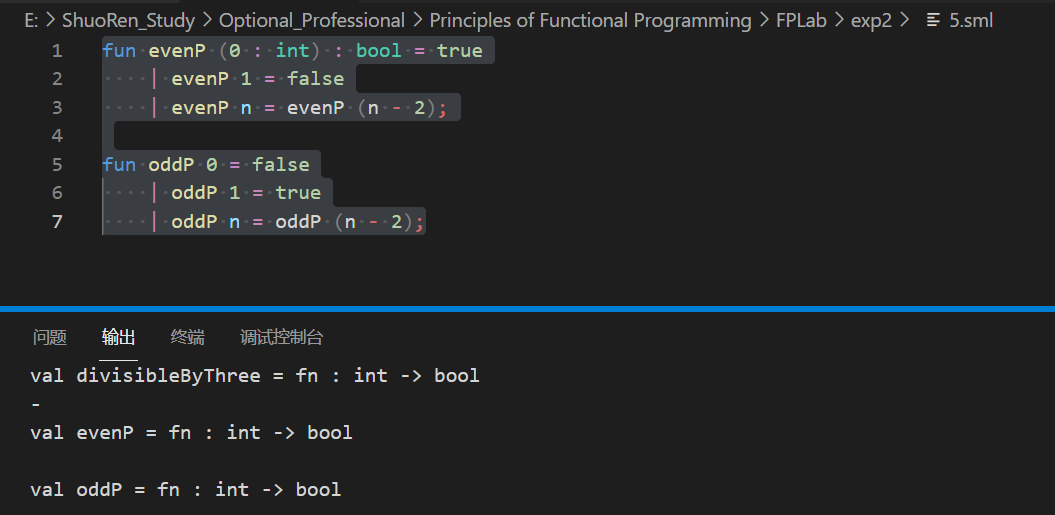 E: > ShuoRen_Study > Optional_Professional > Principles of Functional Programming > FPLab > exp2 > 5.sml
1 fun evenP (0 : int) : bool = true
2 | evenP 1 = false
3 | evenP n = evenP (n - 2);
4
5 fun oddP 0 = false
6 | oddP 1 = true
7 | oddP n = oddP (n - 2);
问题 输出 终端 调试控制台
val divisibleByThree = fn : int -> bool
-
val evenP = fn : int -> bool
val oddP = fn : int -> bool